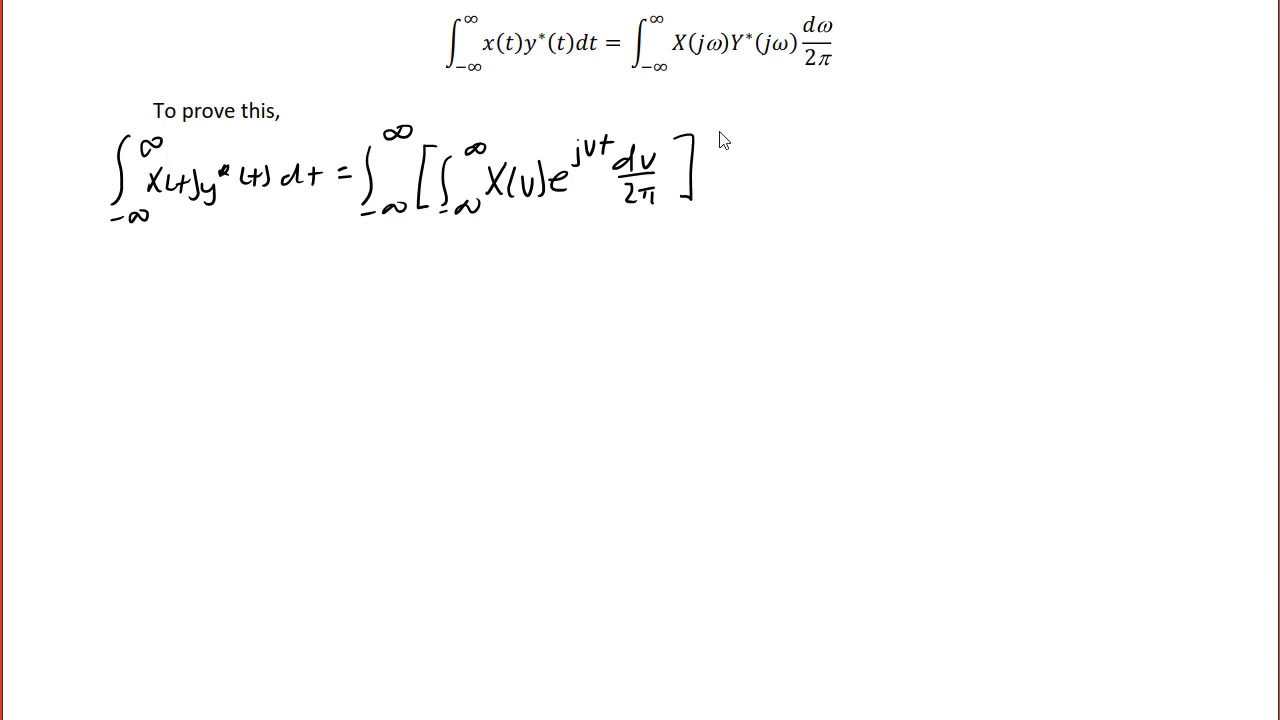 ∫_{−∞}^{∞} x(t)y*(t)dt = ∫_{−∞}^{∞} X(jω)Y*(jω) dω/2π
To prove this,
∫_{−∞}^{∞} x(t)y*(t) dt = ∫_{−∞}^{∞} [∫_{−∞}^{∞} X(v)e^{jvt} dv/2π]